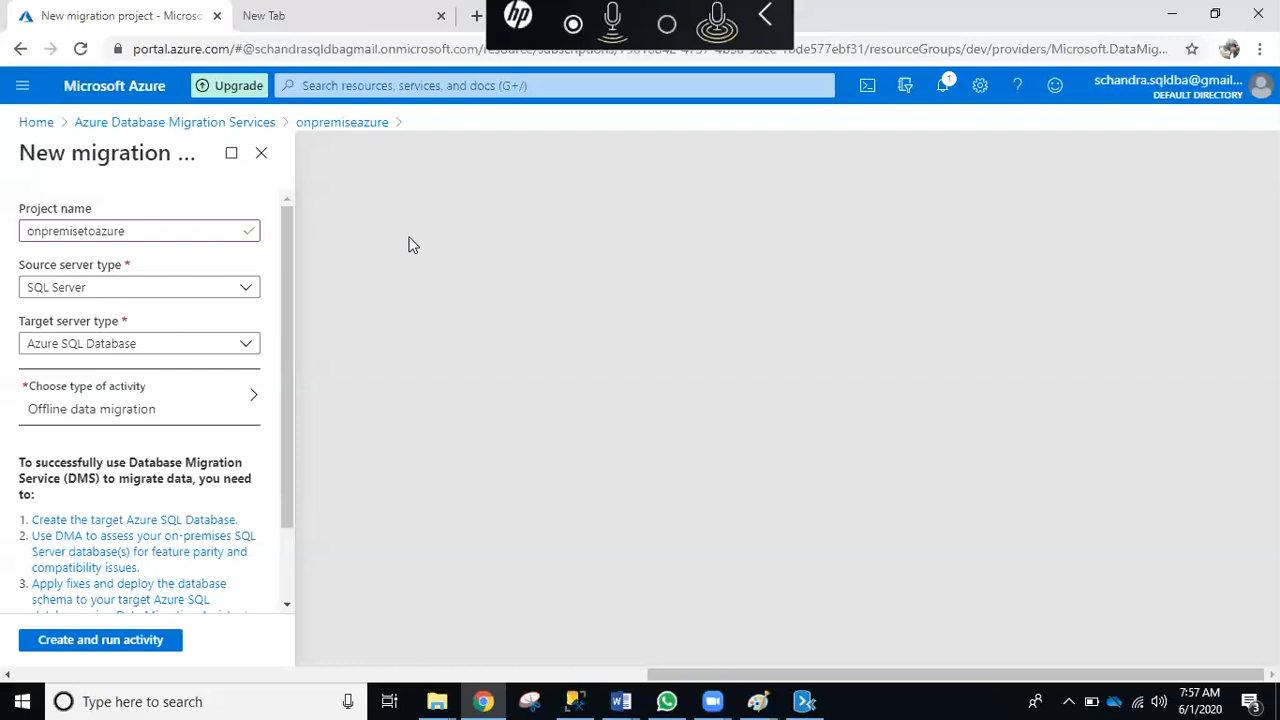 New migration project - Microsc
New Tab
hp
portal.azure.com/#@schandrasqldbagmail.onmicrosoft.com
577ebf31/resourceGroups/dev/providers/Microsoft.DataMig...
Microsoft Azure
Upgrade
Search resources, services, and docs (G+/)
1
schandra.sqldba@gmail....
DEFAULT DIRECTORY
Home > Azure Database Migration Services > onpremiseazure >
New migration ...
Project name
onpremisetoazure
Source server type *
SQL Server
Target server type *
Azure SQL Database
*Choose type of activity
Offline data migration
To successfully use Database Migration
Service (DMS) to migrate data, you need
to:
1. Create the target Azure SQL Database.
2. Use DMA to assess your on-premises SQL
Server database(s) for feature parity and
compatibility issues.
3. Apply fixes and deploy the database
schema to your target Azure SQL
Create and run activity
Type here to search
7:57 AM
6/1/2020
3